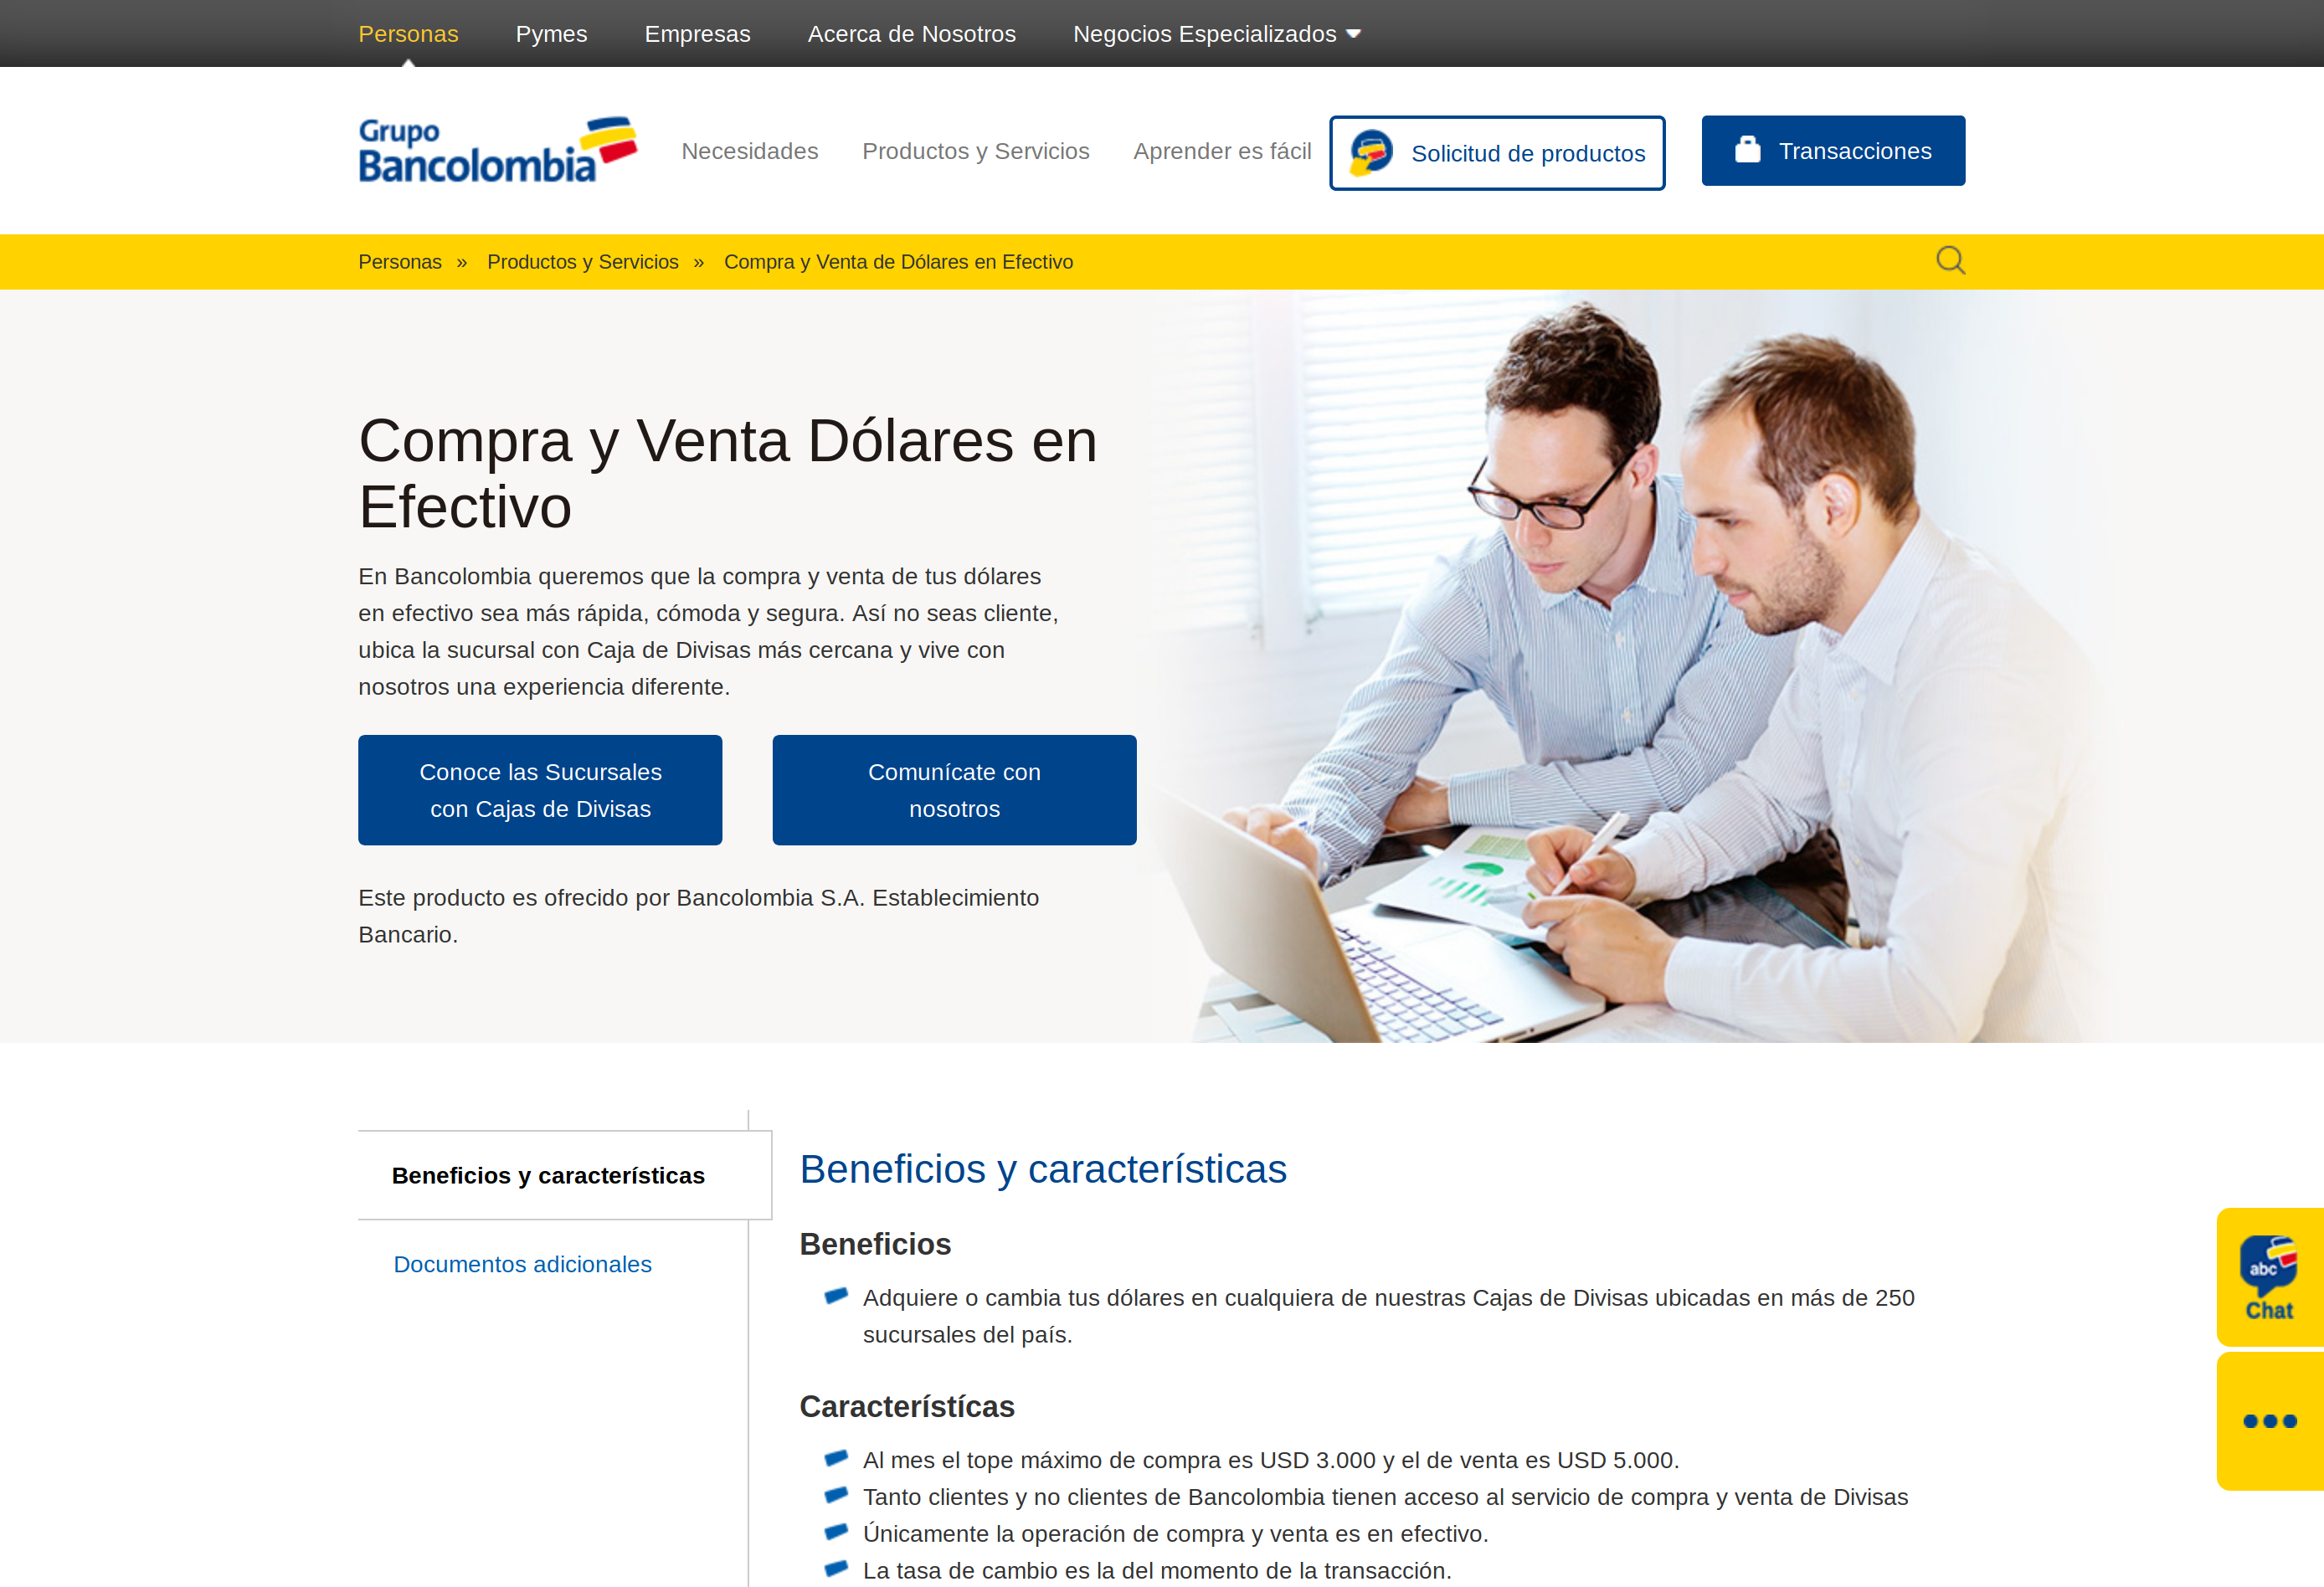 Personas Pymes Empresas Acerca de Nosotros Negocios Especializados
Grupo
Bancolombia
Necesidades Productos y Servicios Aprender es fácil Solicitud de productos Transacciones
Personas » Productos y Servicios » Compra y Venta de Dólares en Efectivo
Compra y Venta Dólares en
Efectivo
En Bancolombia queremos que la compra y venta de tus dólares
en efectivo sea más rápida, cómoda y segura. Así no seas cliente,
ubica la sucursal con Caja de Divisas más cercana y vive con
nosotros una experiencia diferente.
Conoce las Sucursales
con Cajas de Divisas
Comunícate con
nosotros
Este producto es ofrecido por Bancolombia S.A. Establecimiento
Bancario.
Beneficios y características
Documentos adicionales
Beneficios y características
Beneficios
Adquiere o cambia tus dólares en cualquiera de nuestras Cajas de Divisas ubicadas en más de 250
sucursales del país.
Característícas
Al mes el tope máximo de compra es USD 3.000 y el de venta es USD 5.000.
Tanto clientes y no clientes de Bancolombia tienen acceso al servicio de compra y venta de Divisas
Únicamente la operación de compra y venta es en efectivo.
La tasa de cambio es la del momento de la transacción.
abc
Chat